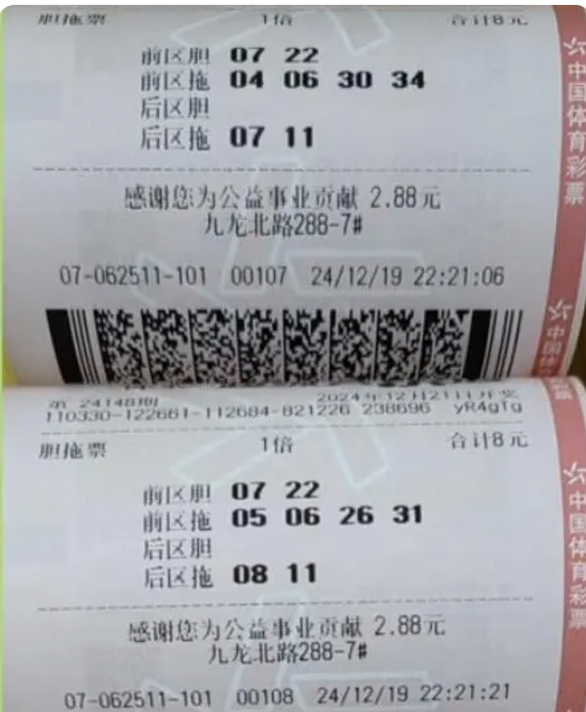 胆拖票 1倍 合计8元
前区胆 07 22
前区拖 04 06 30 34
后区胆
后区拖 07 11
感谢您为公益事业贡献 2.88元
九龙北路288-7#
07-062511-101 00107 24/12/19 22:21:06
中国体育彩票
中国体
第 24148期 2024年12月21日开奖
110330-122661-112684-821226 238696 yR4gTg
胆拖票 1倍 合计8元
前区胆 07 22
前区拖 05 06 26 31
后区胆
后区拖 08 11
感谢您为公益事业贡献 2.88元
九龙北路288-7#
07-062511-101 00108 24/12/19 22:21:21
中国体育彩票